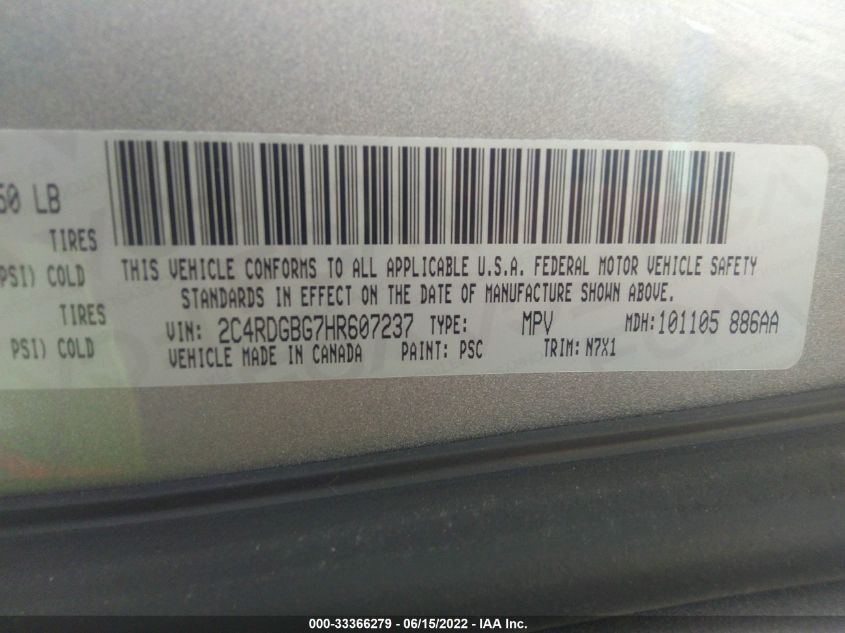 50 LB
TIRES
PSI) COLD
TIRES
PSI) COLD
THIS VEHICLE CONFORMS TO ALL APPLICABLE U.S.A. FEDERAL MOTOR VEHICLE SAFETY
STANDARDS IN EFFECT ON THE DATE OF MANUFACTURE SHOWN ABOVE.
VIN: 2C4RDGBG7HR607237 TYPE: MPV MDH:101105 886AA
VEHICLE MADE IN CANADA PAINT: PSC TRIM: N7X1
000-33366279 - 06/15/2022 - IAA Inc.